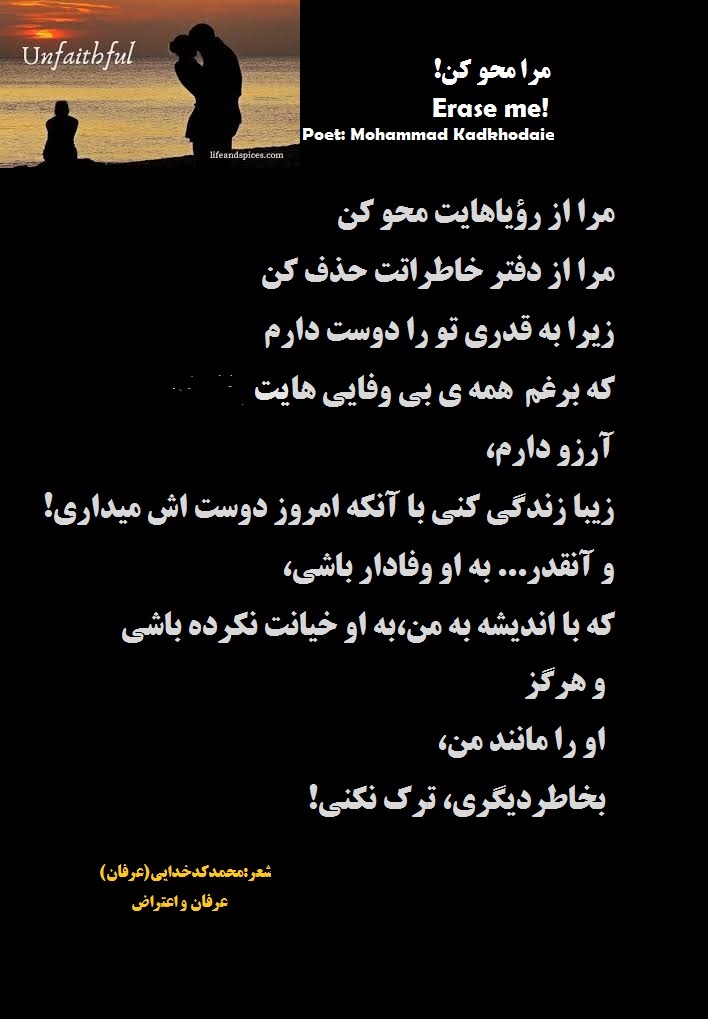 Unfaithful
lifeandspices.com
مرا محو کن!
Erase me!
Poet: Mohammad Kadkhodaie
مرا از رؤیاهایت محو کن
مرا از دفتر خاطراتت حذف کن
زیرا به قدری تو را دوست دارم
که برغم همه ی بی وفایی هایت
آرزو دارم،
زیبا زندگی کنی با آنکه امروز دوست اش میداری!
و آنقدر... به او وفادار باشی،
که با اندیشه به من،به او خیانت نکرده باشی
و هرگز
او را مانند من،
بخاطردیگری، ترک نکنی!
شعر:محمدکدخدایی(عرفان)
عرفان و اعتراض